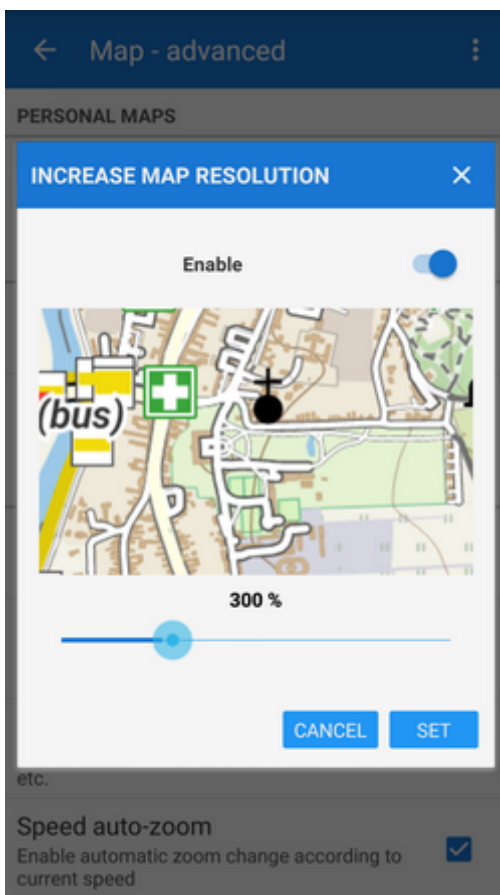 Map - advanced
PERSONAL MAPS
INCREASE MAP RESOLUTION
Enable
(bus)
300 %
CANCEL SET
etc.
Speed auto-zoom
Enable automatic zoom change according to
current speed